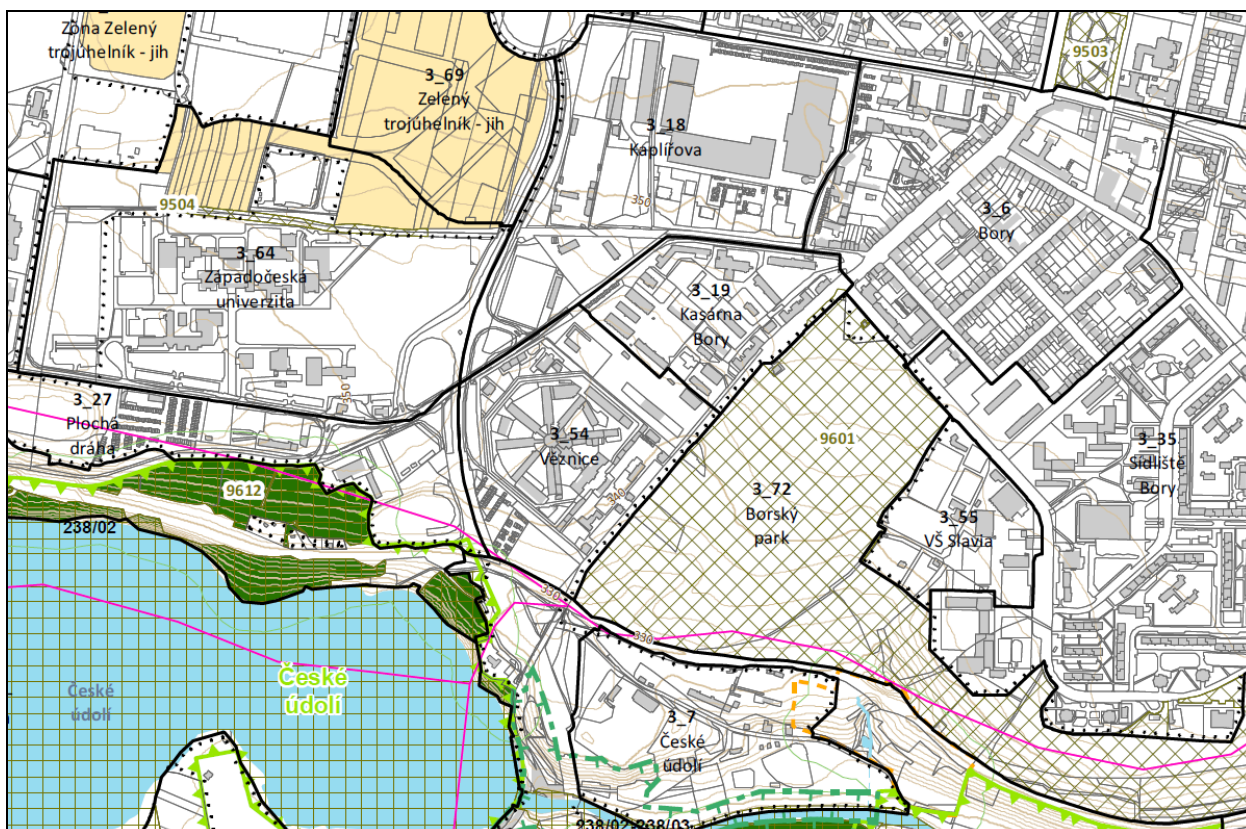 Zóna Zelený
trojúhelník - jih
3_69
Zelený
trojúhelník - jih
9503
3_18
Káplířova
350
9504
3_6
Bory
3_64
Západočeská
univerzita
3_19
Kasárna
Bory
350
3_27
Plochá
dráha
3_54
Věznice
9601
3_35
Sídliště
Bory
9612
340
3_72
Borský
park
3_55
VŠ Slavia
238/02
330
330
České
údolí
České
údolí
3_7
České
údolí
238/02
238/03